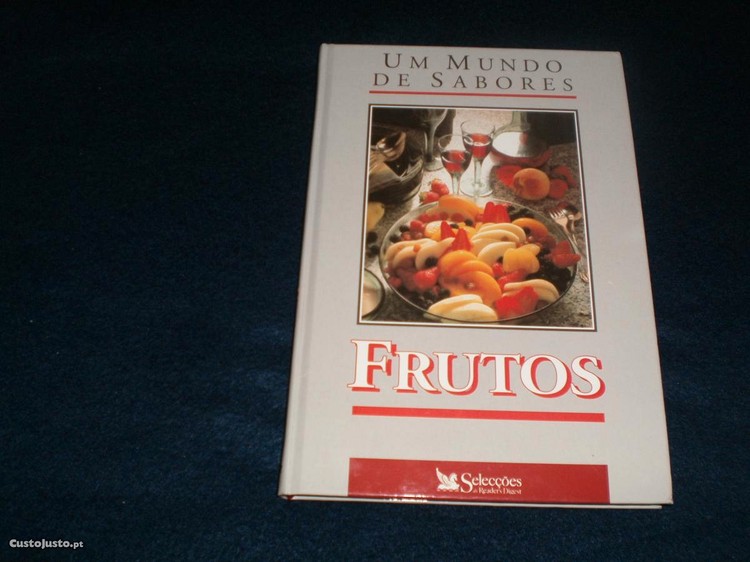 UM MUNDO
DE SABORES
FRUTOS
Selecções
do Reader's Digest
CustoJusto.pt